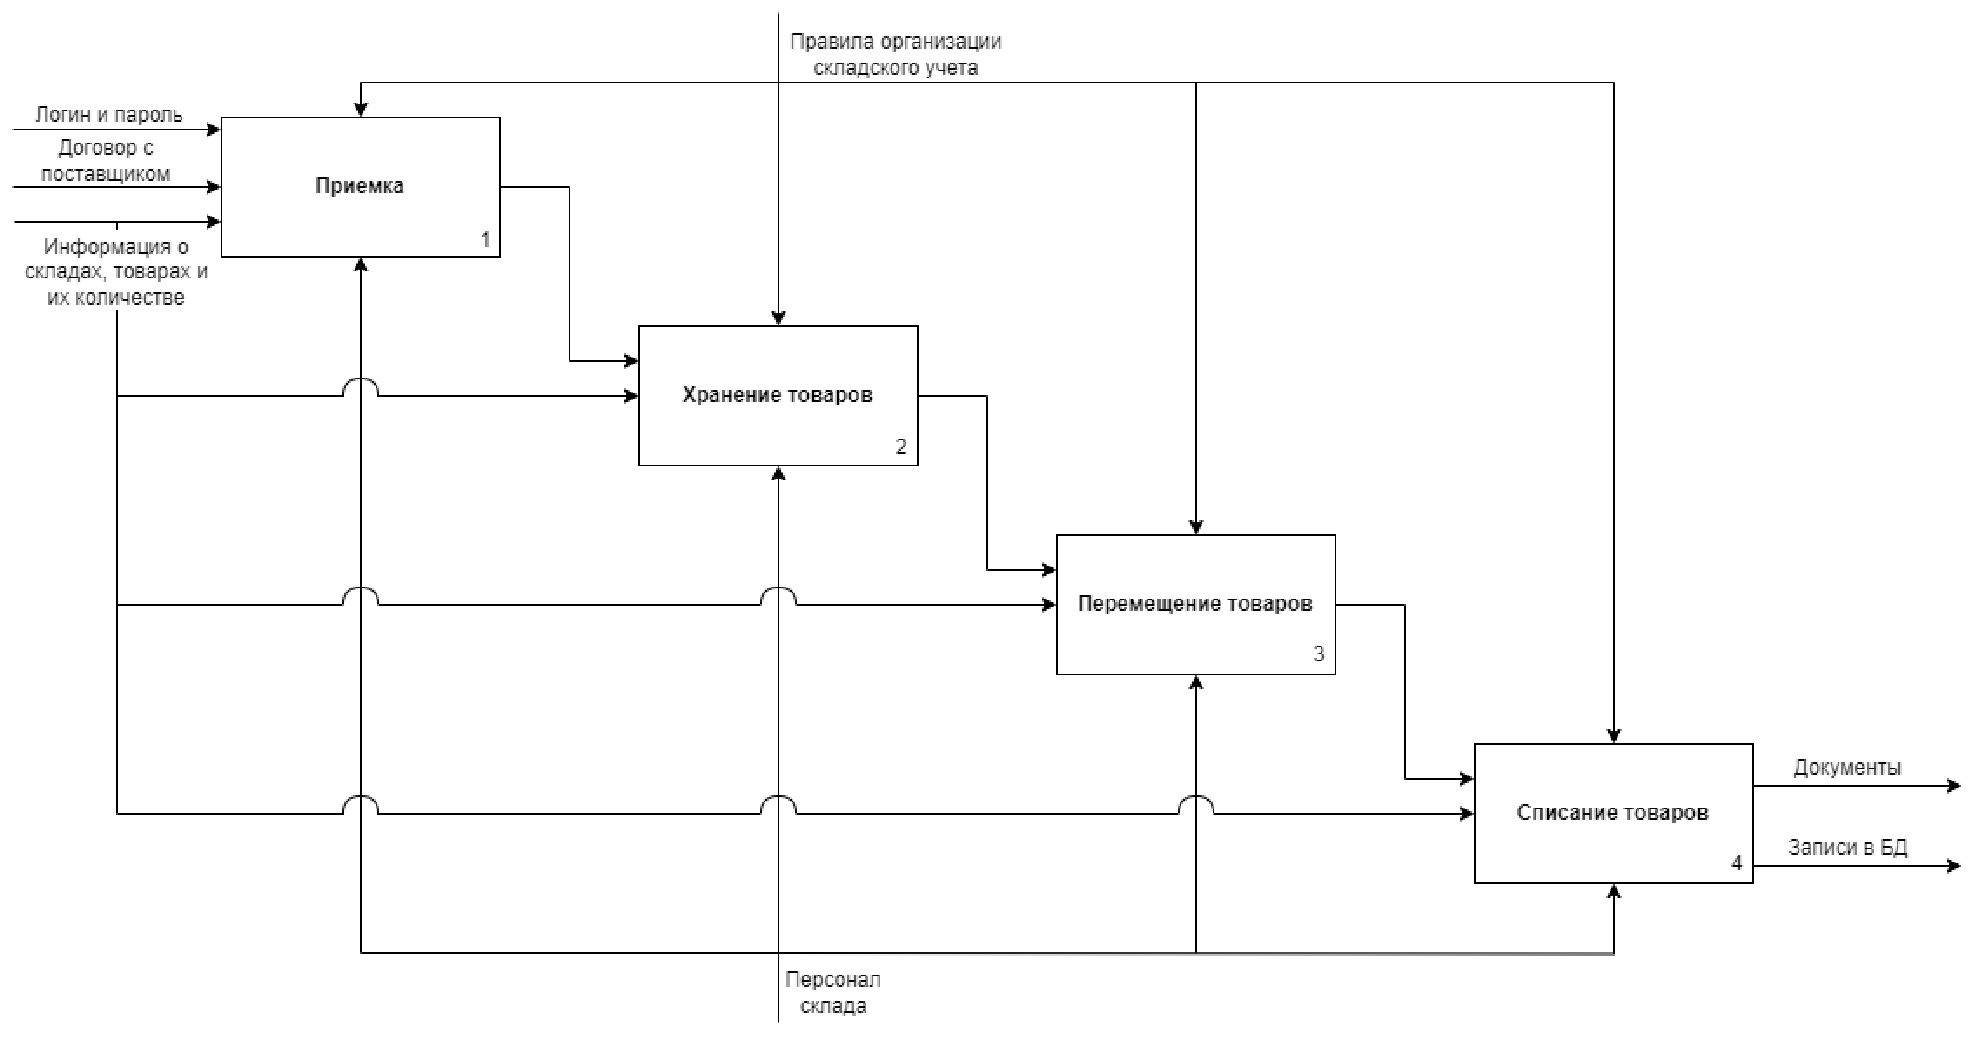 Правила организации
складского учета
Логин и пароль
Договор с
поставщиком
Приемка
1
Информация о
складах, товарах и
их количестве
Хранение товаров
2
Перемещение товаров
3
Документы
Списание товаров
Записи в БД
4
Персонал
склада